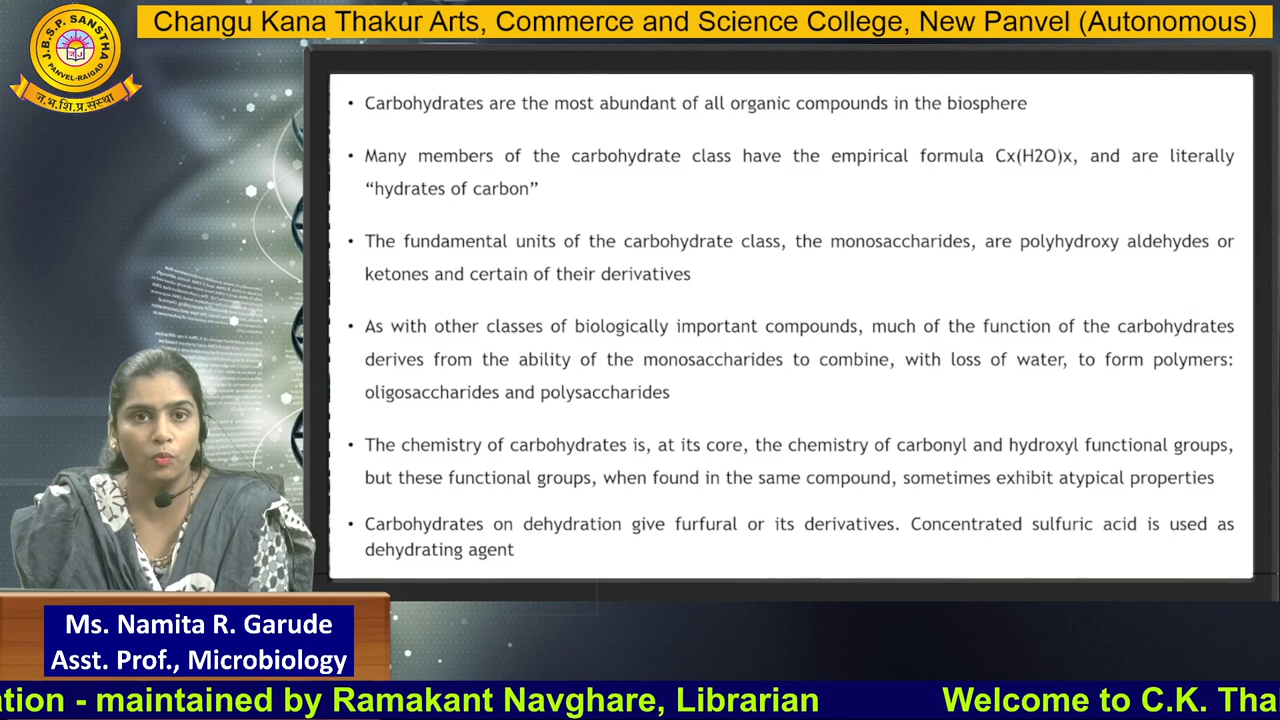 J.B.S.P. SANSTHA
PANVEL-RAIGAD
ज.भ.शि.प्र.संस्था
Changu Kana Thakur Arts, Commerce and Science College, New Panvel (Autonomous)
• Carbohydrates are the most abundant of all organic compounds in the biosphere
• Many members of the carbohydrate class have the empirical formula Cx(H2O)x, and are literally
“hydrates of carbon”
• The fundamental units of the carbohydrate class, the monosaccharides, are polyhydroxy aldehydes or
ketones and certain of their derivatives
• As with other classes of biologically important compounds, much of the function of the carbohydrates
derives from the ability of the monosaccharides to combine, with loss of water, to form polymers:
oligosaccharides and polysaccharides
• The chemistry of carbohydrates is, at its core, the chemistry of carbonyl and hydroxyl functional groups,
but these functional groups, when found in the same compound, sometimes exhibit atypical properties
• Carbohydrates on dehydration give furfural or its derivatives. Concentrated sulfuric acid is used as
dehydrating agent
Ms. Namita R. Garude
Asst. Prof., Microbiology
ation - maintained by Ramakant Navghare, Librarian Welcome to C.K. Tha